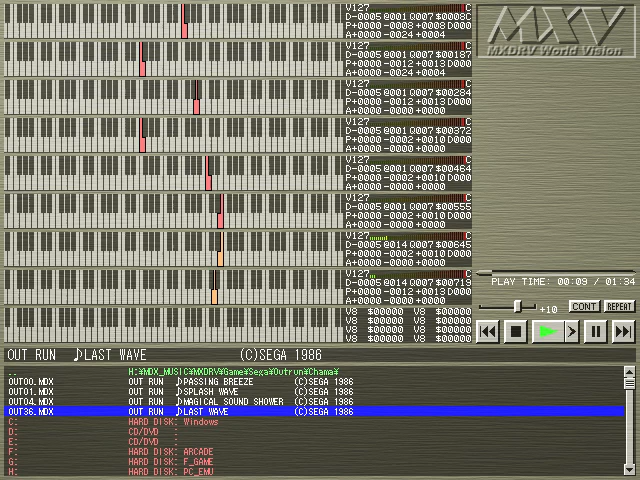 V127 C
D-0005 @001 Q007 $0008C
P+0000 -0008 +0008 D000
A+0000 -0024 +0004
V127 C
D-0005 @001 Q007 $00187
P+0000 -0012 +0013 D000
A+0000 -0024 +0004
V127 C
D-0005 @001 Q007 $00284
P+0000 -0012 +0013 D000
A+0000 -0000 +0000
V127 C
D-0005 @001 Q007 $00372
P+0000 -0002 +0010 D000
A+0000 -0000 +0000
V127 C
D-0005 @001 Q007 $00464
P+0000 -0002 +0010 D000
A+0000 -0000 +0000
V127 C
D-0005 @001 Q007 $00555
P+0000 -0002 +0010 D000
A+0000 -0000 +0000
V127 C
D-0005 @014 Q007 $00645
P+0000 -0002 +0010 D000
A+0000 -0000 +0000
V127 C
D-0005 @014 Q007 $00719
P+0000 -0012 +0013 D000
A+0000 -0000 +0000
V8 $00000 V8 $00000
V8 $00000 V8 $00000
V8 $00000 V8 $00000
V8 $00000 V8 $00000
MXV
MXDRV World Vision
PLAY TIME: 00:09 / 01:34
+10 CONT REPEAT
OUT RUN ♪LAST WAVE (C)SEGA 1986
.. H:¥MDX_MUSIC¥MXDRV¥Game¥Sega¥Outrun¥Chama¥
OUT00.MDX OUT RUN ♪PASSING BREEZE (C)SEGA 1986
OUT01.MDX OUT RUN ♪SPLASH WAVE (C)SEGA 1986
OUT04.MDX OUT RUN ♪MAGICAL SOUND SHOWER (C)SEGA 1986
OUT36.MDX OUT RUN ♪LAST WAVE (C)SEGA 1986
C: HARD DISK: Windows
D: CD/DVD :
E: CD/DVD :
F: HARD DISK: ARCADE
G: HARD DISK: F_GAME
H: HARD DISK: PC_EMU